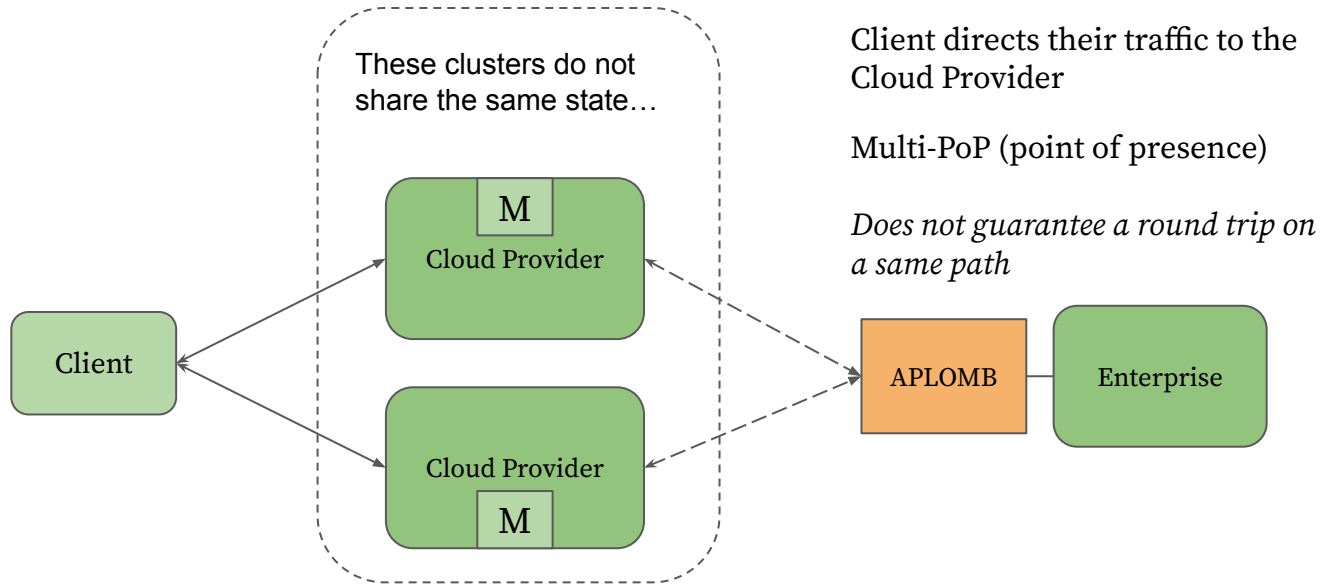 These clusters do not
share the same state…
Client directs their traffic to the
Cloud Provider
Multi-PoP (point of presence)
Does not guarantee a round trip on
a same path
M
Cloud Provider
Client
APLOMB
Enterprise
Cloud Provider
M